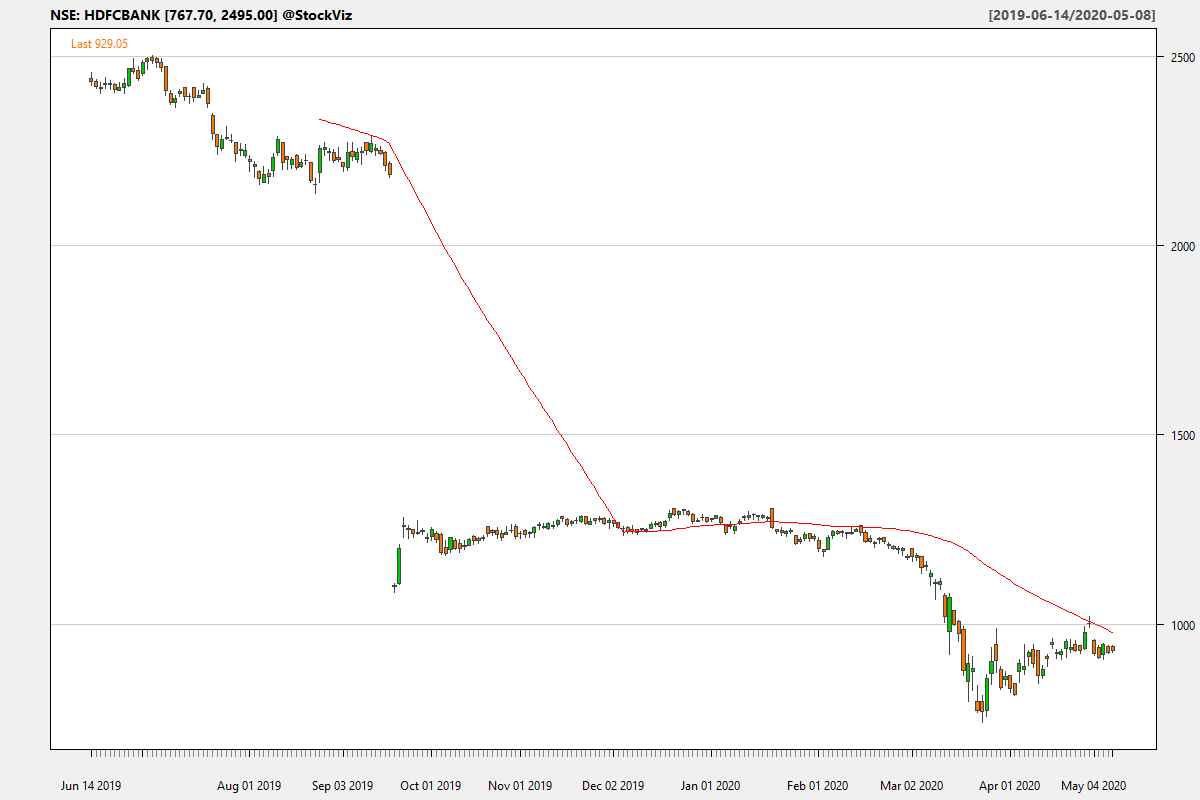 NSE: HDFCBANK [767.70, 2495.00] @StockViz [2019-06-14/2020-05-08]
Last 929.05
2500
2000
1500
1000
Jun 14 2019 Aug 01 2019 Sep 03 2019 Oct 01 2019 Nov 01 2019 Dec 02 2019 Jan 01 2020 Feb 01 2020 Mar 02 2020 Apr 01 2020 May 04 2020